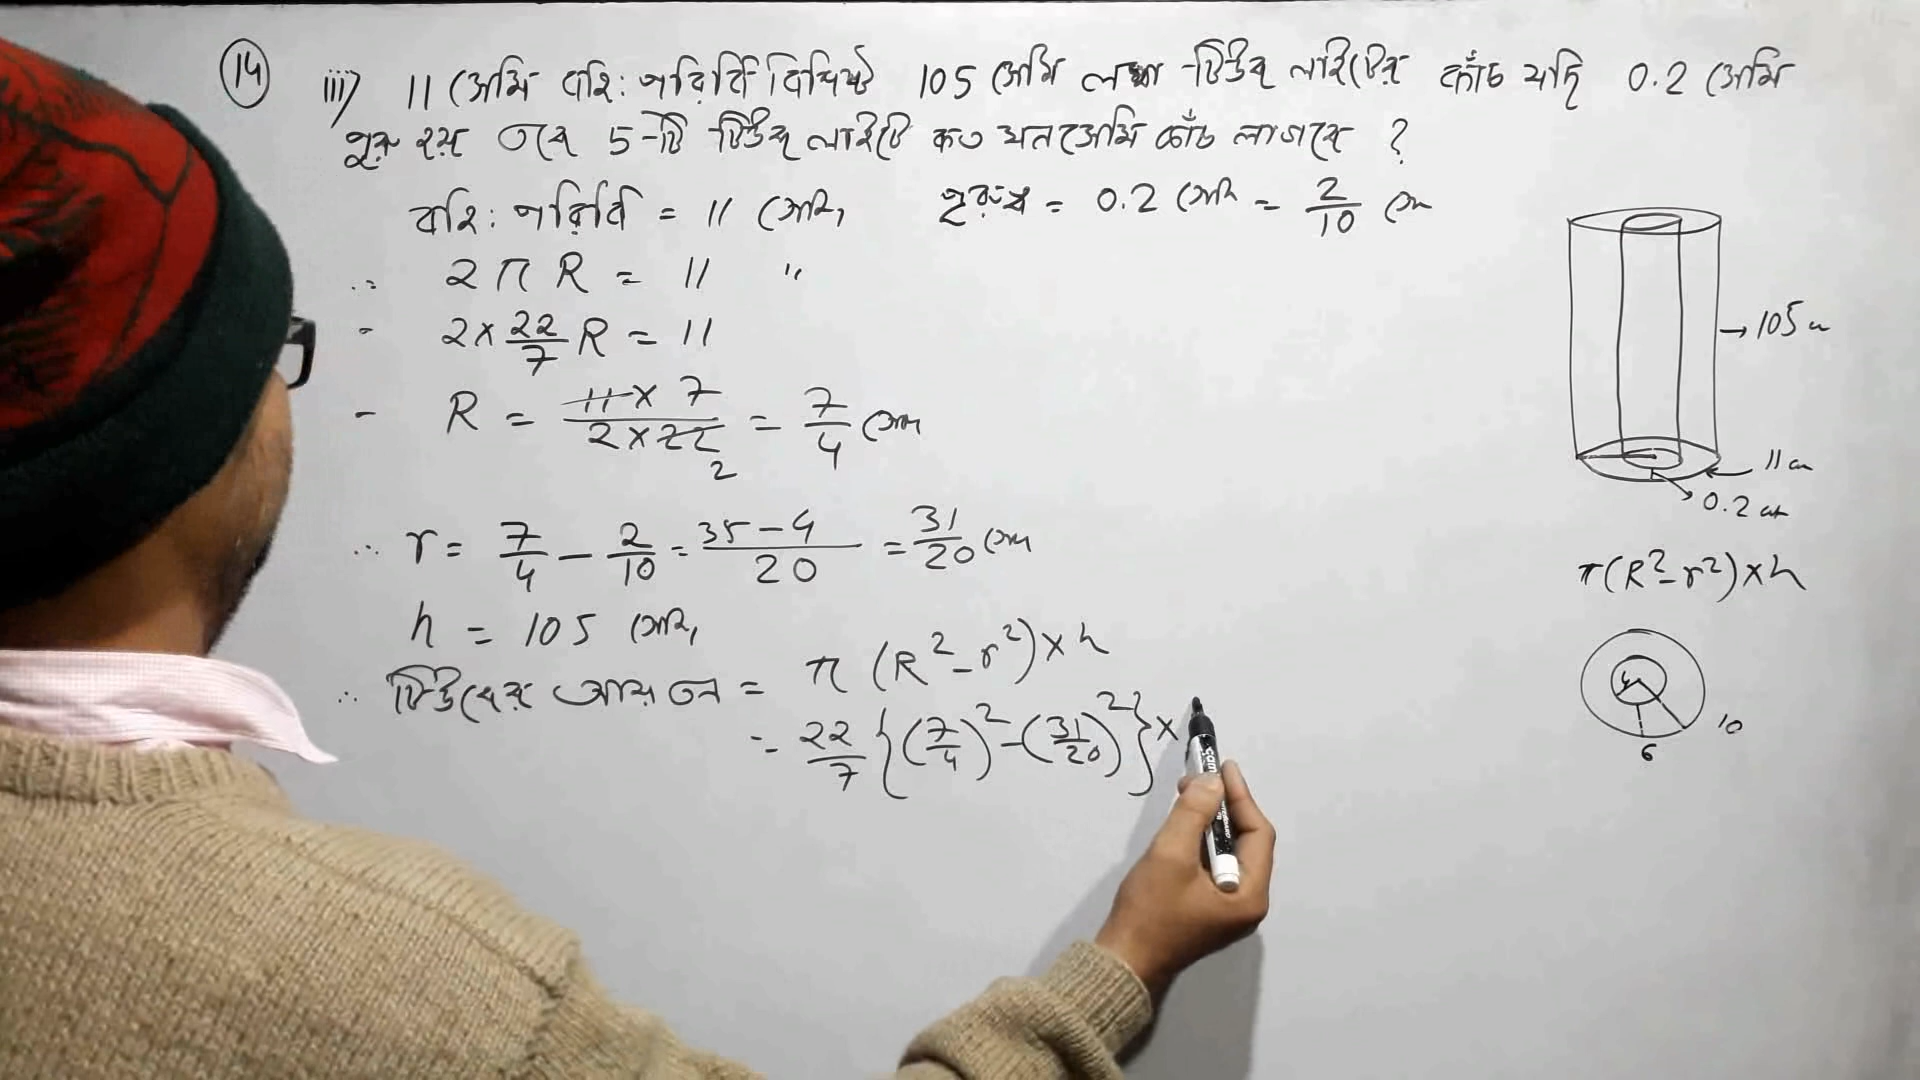 14 iii) 11 সেমি বহি: পরিধি বিশিষ্ট 105 সেমি লম্বা টিউব লাইটের কাঁচ যদি 0.2 সেমি
পুরু হয় তবে 5-টি টিউব লাইটে কত ঘনসেমি কাঁচ লাগবে ?
বহি: পরিধি = 11 সেমি, পুরুত্ব = 0.2 সেমি = 2/10 সেম
∴ 2 π R = 11 "
- 2 × 22/7 R = 11
- R = 11 × 7 / 2 × 22 2 = 7/4 সেম
∴ r = 7/4 - 2/10 = 35 - 4 / 20 = 31/20 সেম
h = 105 সেমি,
∴ টিউবের আয়তন = π (R² - r²) × h
= 22/7 {(7/4)² - (31/20)²} ×
→ 105
11 cm
0.2 cm
π(R² - r²) × h
4
10
6